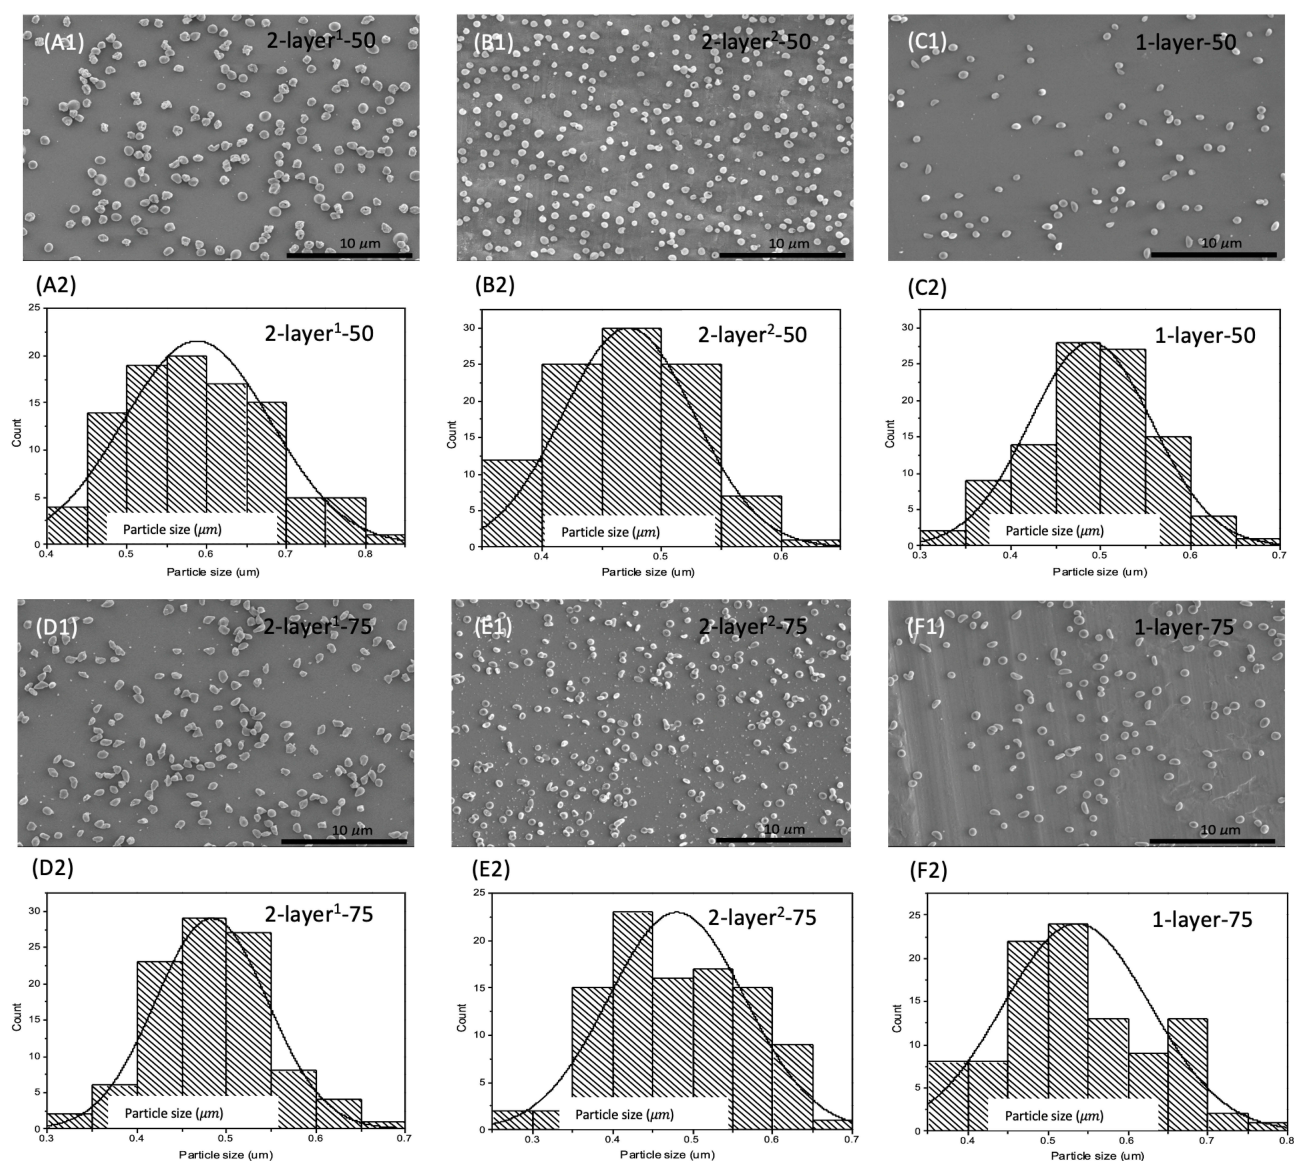 (A1) 2-layer¹-50
10 μm
(B1) 2-layer²-50
10 μm
(C1) 1-layer-50
10 μm
(A2)
2-layer¹-50
25
20
15
10
5
0
Count
0.4 0.5 0.6 0.7 0.8
Particle size (μm)
Particle size (um)
(B2)
2-layer²-50
30
25
20
15
10
5
0
Count
0.4 0.5 0.6
Particle size (μm)
Particle size (um)
(C2)
1-layer-50
30
25
20
15
10
5
0
Count
0.3 0.4 0.5 0.6 0.7
Particle size (μm)
Particle size (um)
(D1) 2-layer¹-75
10 μm
(E1) 2-layer²-75
10 μm
(F1) 1-layer-75
10 μm
(D2)
2-layer¹-75
30
25
20
15
10
5
0
Count
0.3 0.4 0.5 0.6 0.7
Particle size (μm)
Particle size (um)
(E2)
2-layer²-75
25
20
15
10
5
0
Count
0.3 0.4 0.5 0.6 0.7
Particle size (μm)
Particle size (um)
(F2)
1-layer-75
25
20
15
10
5
0
Count
0.4 0.5 0.6 0.7 0.8
Particle size (μm)
Particle size (um)